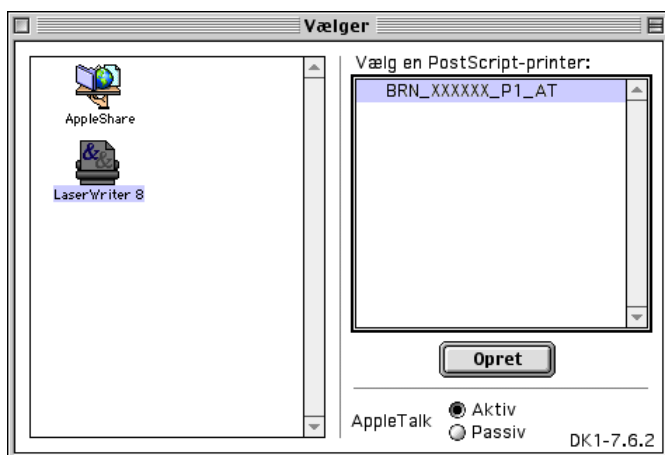 Vælger
AppleShare
LaserWriter 8
Vælg en PostScript-printer:
BRN_XXXXXX_P1_AT
Opret
AppleTalk
Aktiv
Passiv
DK1-7.6.2